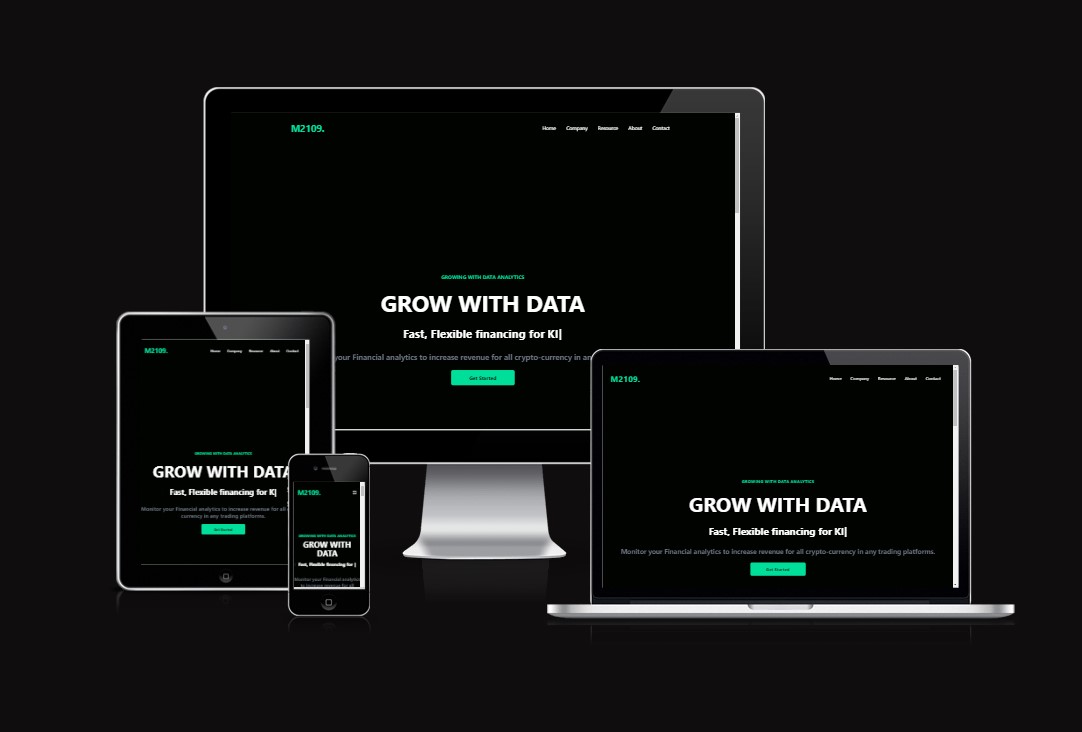 M2109.
Home Company Resource About Contact
GROWING WITH DATA ANALYTICS
GROW WITH DATA
Fast, Flexible financing for KI|
your Financial analytics to increase revenue for all crypto-currency in an
Get Started
M2109.
Home Company Resource About Contact
GROWING WITH DATA ANALYTICS
GROW WITH DATA
Fast, Flexible financing for K|
Monitor your Financial analytics to increase revenue for all
currency in any trading platforms.
Get Started
M2109.
GROWING WITH DATA ANALYTICS
GROW WITH
DATA
Fast, Flexible financing for |
Monitor your Financial analytics
to increase revenue for all
M2109.
Home Company Resource About Contact
GROWING WITH DATA ANALYTICS
GROW WITH DATA
Fast, Flexible financing for KI|
Monitor your Financial analytics to increase revenue for all crypto-currency in any trading platforms.
Get Started